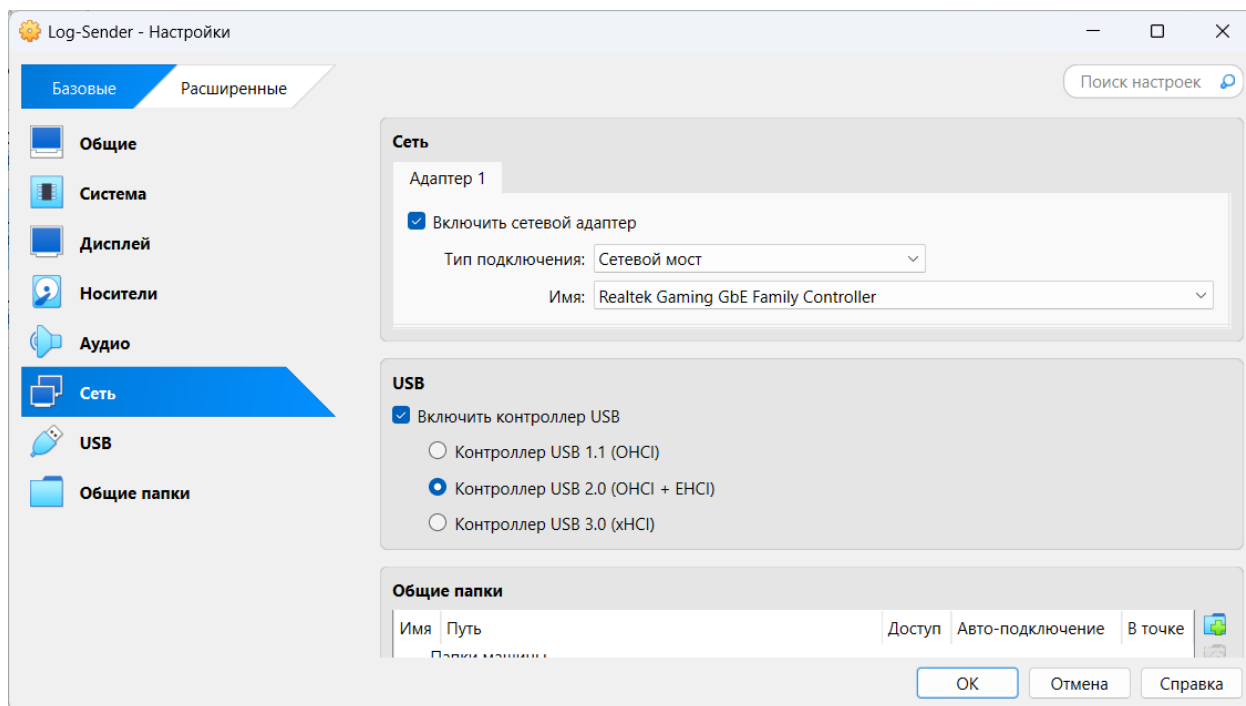 Log-Sender - Настройки
Базовые
Расширенные
Поиск настроек
Общие
Система
Дисплей
Носители
Аудио
Сеть
USB
Общие папки
Сеть
Адаптер 1
Включить сетевой адаптер
Тип подключения: Сетевой мост
Имя: Realtek Gaming GbE Family Controller
USB
Включить контроллер USB
Контроллер USB 1.1 (OHCI)
Контроллер USB 2.0 (OHCI + EHCI)
Контроллер USB 3.0 (xHCI)
Общие папки
Имя Путь Доступ Авто-подключение В точке
Папки машины
OK Отмена Справка